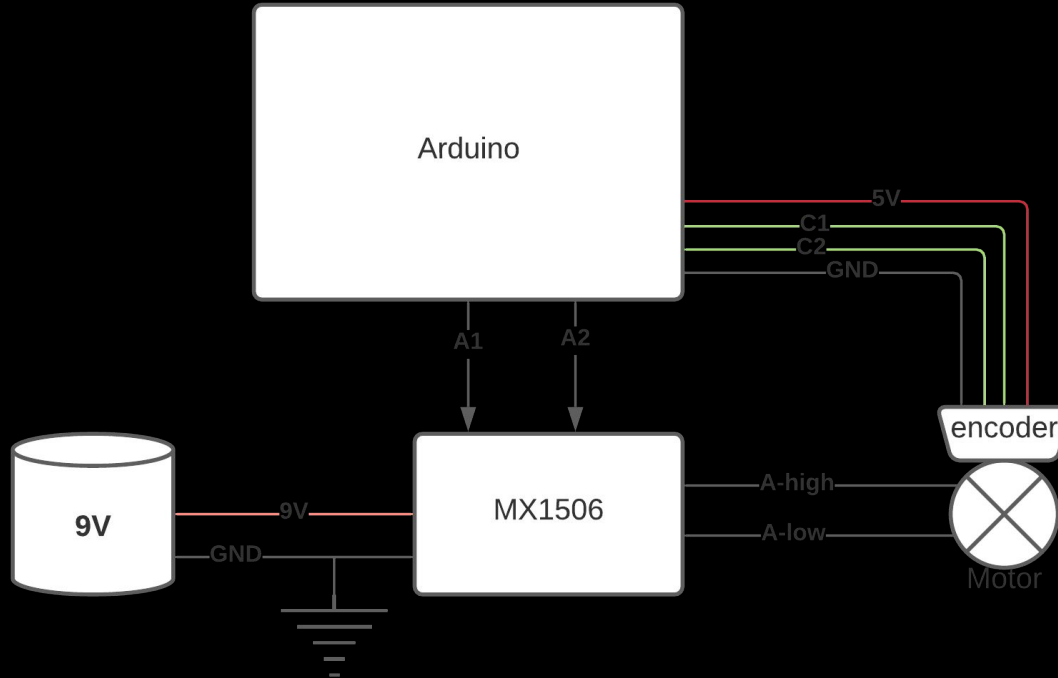 Arduino
5V
C1
C2
GND
A1
A2
encoder
9V
9V
GND
MX1506
A-high
A-low
Motor